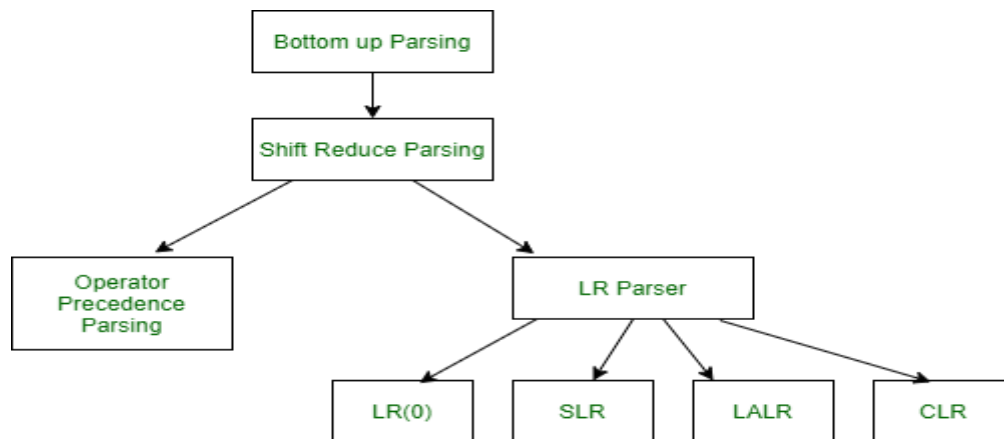 Bottom up Parsing
Shift Reduce Parsing
Operator
Precedence
Parsing
LR Parser
LR(0)
SLR
LALR
CLR